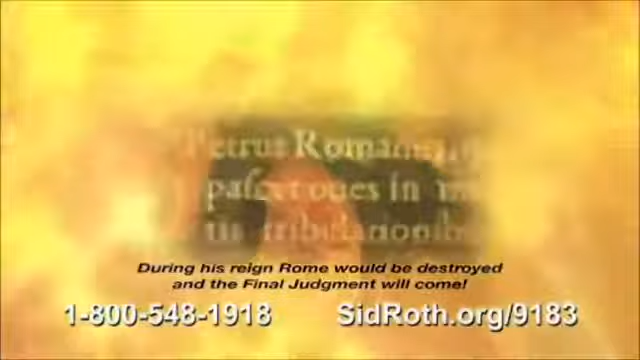 Petrus Romanus
paſcet oues in
tribulationib
During his reign Rome would be destroyed
and the Final Judgment will come!
1-800-548-1918 SidRoth.org/9183